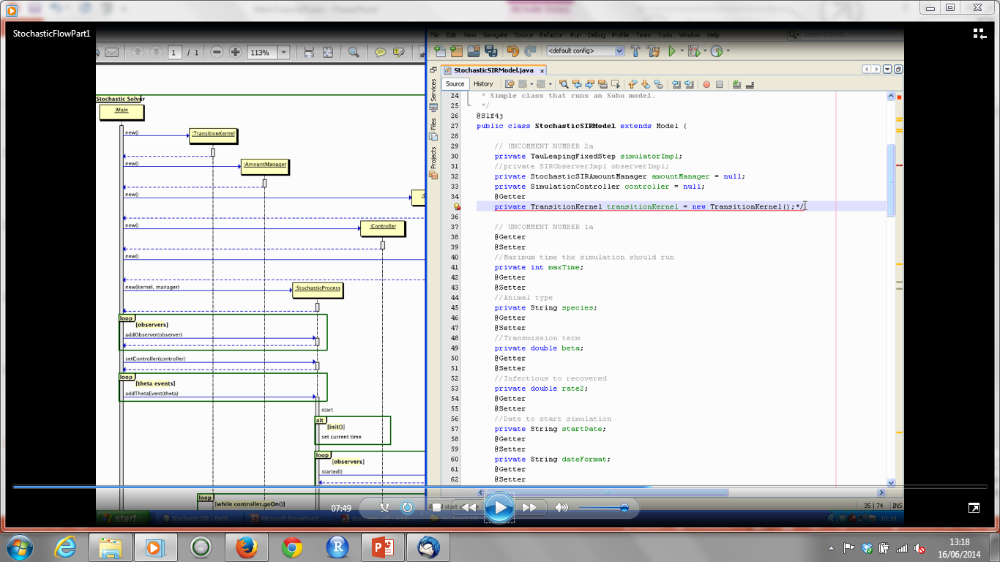 StochasticFlowPart1
1 / 1
113%
Stochastic Solver
:Main
new()
:TransitionKernel
new()
:AmountManager
new()
new()
:Controller
new()
new(kernel, manager)
:StochasticProcess
loop
[observers]
addObserver(observer)
setController(controller)
loop
[theta events]
addThetaEvent(theta)
start
alt
[init()]
set current time
loop
[observers]
started()
loop
[while controller.goOn()]
File Edit View Navigate Source Refactor Run Debug Profile Team Tools Window Help
Search (Ctrl+I)
<default config>
StochasticSIRModel.java
Source History
Services
Files
Projects
24 * Simple class that runs an Soho model.
25 */
26 @Slf4j
27 public class StochasticSIRModel extends Model {
28
29 // UNCOMMENT NUMBER 2a
30 private TauLeapingFixedStep simulatorImpl;
31 //private SIRObserverImpl observerImpl;
32 private StochasticSIRAmountManager amountManager = null;
33 private SimulationController controller = null;
34 @Getter
private TransitionKernel transitionKernel = new TransitionKernel();*/
36
37 // UNCOMMENT NUMBER 1a
38 @Getter
39 @Setter
40 //Maximum time the simulation should run
41 private int maxTime;
42 @Getter
43 @Setter
44 //Animal type
45 private String species;
46 @Getter
47 @Setter
48 //Transmission term
49 private double beta;
50 @Getter
51 @Setter
52 //Infectious to recovered
53 private double rate2;
54 @Getter
55 @Setter
56 //Date to start simulation
57 private String startDate;
58 @Getter
59 @Setter
60 private String dateFormat;
61 @Getter
62 @Setter
35 | 74 INS
07:49
start
StochasticSIR - NetB...
Microsoft PowerPoint ...
stochastic.pdf - Adob...
10:24
13:18
16/06/2014